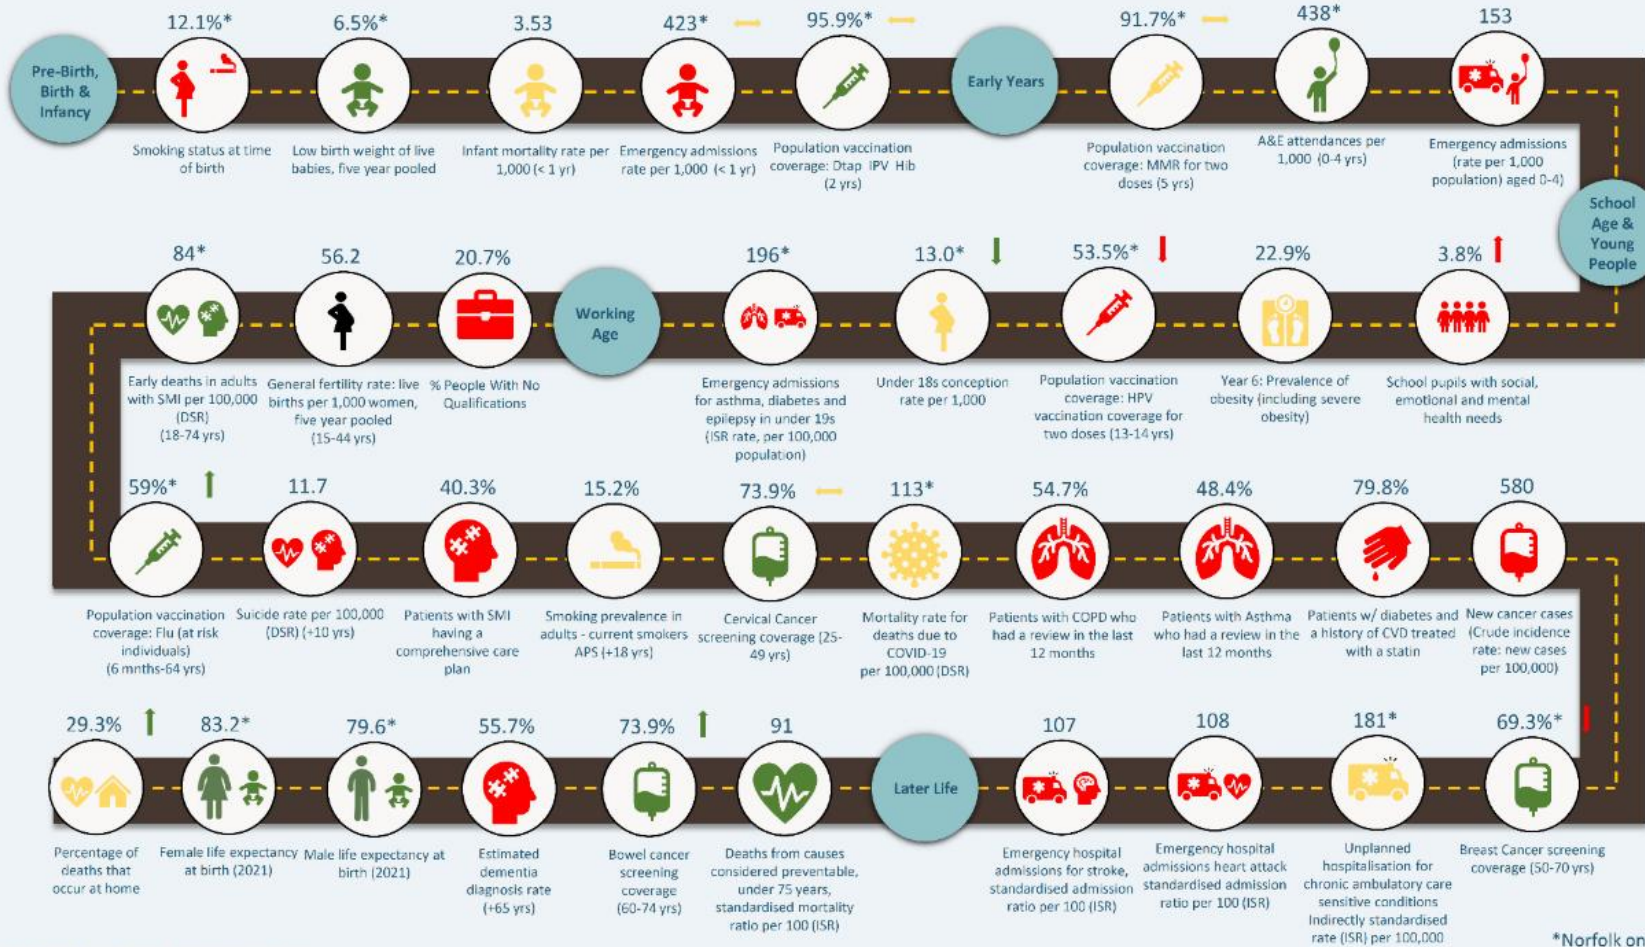 12.1%*
6.5%*
3.53
423*
95.9%*
91.7%*
438*
153
Pre-Birth,
Birth &
Infancy
Early Years
Smoking status at time
of birth
Low birth weight of live
babies, five year pooled
Infant mortality rate per
1,000 (< 1 yr)
Emergency admissions
rate per 1,000 (< 1 yr)
Population vaccination
coverage: Dtap IPV Hib
(2 yrs)
Population vaccination
coverage: MMR for two
doses (5 yrs)
A&E attendances per
1,000 (0-4 yrs)
Emergency admissions
(rate per 1,000
population) aged 0-4)
School
Age &
Young
People
84*
56.2
20.7%
196*
13.0*
53.5%*
22.9%
3.8%
Working
Age
Early deaths in adults
with SMI per 100,000
(DSR)
(18-74 yrs)
General fertility rate: live
births per 1,000 women,
five year pooled
(15-44 yrs)
% People With No
Qualifications
Emergency admissions
for asthma, diabetes and
epilepsy in under 19s
(ISR rate, per 100,000
population)
Under 18s conception
rate per 1,000
Population vaccination
coverage: HPV
vaccination coverage for
two doses (13-14 yrs)
Year 6: Prevalence of
obesity (including severe
obesity)
School pupils with social,
emotional and mental
health needs
59%*
11.7
40.3%
15.2%
73.9%
113*
54.7%
48.4%
79.8%
580
Population vaccination
coverage: Flu (at risk
individuals)
(6 mnths-64 yrs)
Suicide rate per 100,000
(DSR) (+10 yrs)
Patients with SMI
having a
comprehensive care
plan
Smoking prevalence in
adults - current smokers
APS (+18 yrs)
Cervical Cancer
screening coverage (25-
49 yrs)
Mortality rate for
deaths due to
COVID-19
per 100,000 (DSR)
Patients with COPD who
had a review in the last
12 months
Patients with Asthma
who had a review in the
last 12 months
Patients w/ diabetes and
a history of CVD treated
with a statin
New cancer cases
(Crude incidence
rate: new cases
per 100,000)
29.3%
83.2*
79.6*
55.7%
73.9%
91
107
108
181*
69.3%*
Later Life
Percentage of
deaths that
occur at home
Female life expectancy
at birth (2021)
Male life expectancy at
birth (2021)
Estimated
dementia
diagnosis rate
(+65 yrs)
Bowel cancer
screening
coverage
(60-74 yrs)
Deaths from causes
considered preventable,
under 75 years,
standardised mortality
ratio per 100 (ISR)
Emergency hospital
admissions for stroke,
standardised admission
ratio per 100 (ISR)
Emergency hospital
admissions heart attack
standardised admission
ratio per 100 (ISR)
Unplanned
hospitalisation for
chronic ambulatory care
sensitive conditions
Indirectly standardised
rate (ISR) per 100,000
Breast Cancer screening
coverage (50-70 yrs)
*Norfolk on